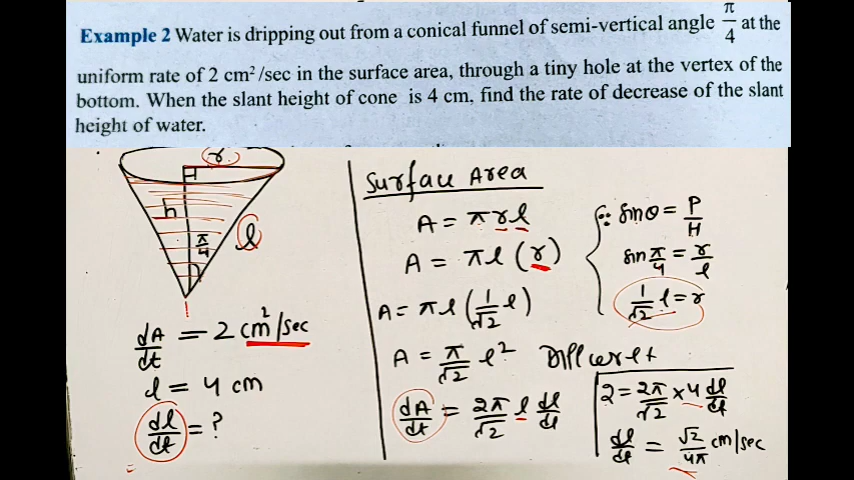 Example 2 Water is dripping out from a conical funnel of semi-vertical angle π/4 at the
uniform rate of 2 cm²/sec in the surface area, through a tiny hole at the vertex of the
bottom. When the slant height of cone is 4 cm, find the rate of decrease of the slant
height of water.
r
h
π/4
l
dA/dt = 2 cm²/sec
l = 4 cm
dl/dt = ?
Surface Area
A = πrl
A = πl (r)
A = πl (1/√2 l)
A = π/√2 l² Diff w.r.t
dA/dt = 2π/√2 l dl/dt
∵ sinθ = P/H
sin π/4 = r/l
1/√2 l = r
2 = 2π/√2 × 4 dl/dt
dl/dt = √2/4π cm/sec